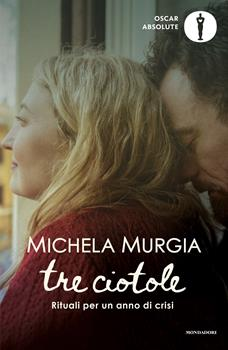 OSCAR
ABSOLUTE
MICHELA MURGIA
tre ciotole
Rituali per un anno di crisi
MONDADORI